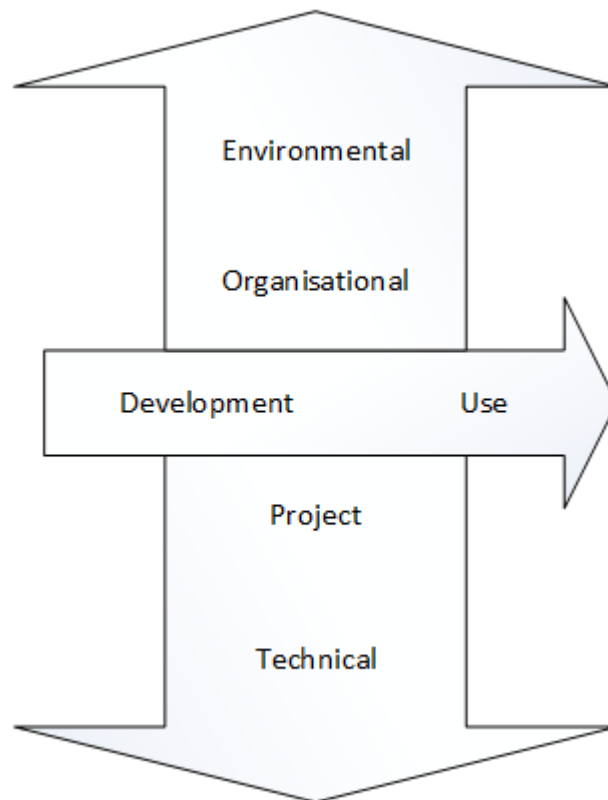 Environmental
Organisational
Development Use
Project
Technical